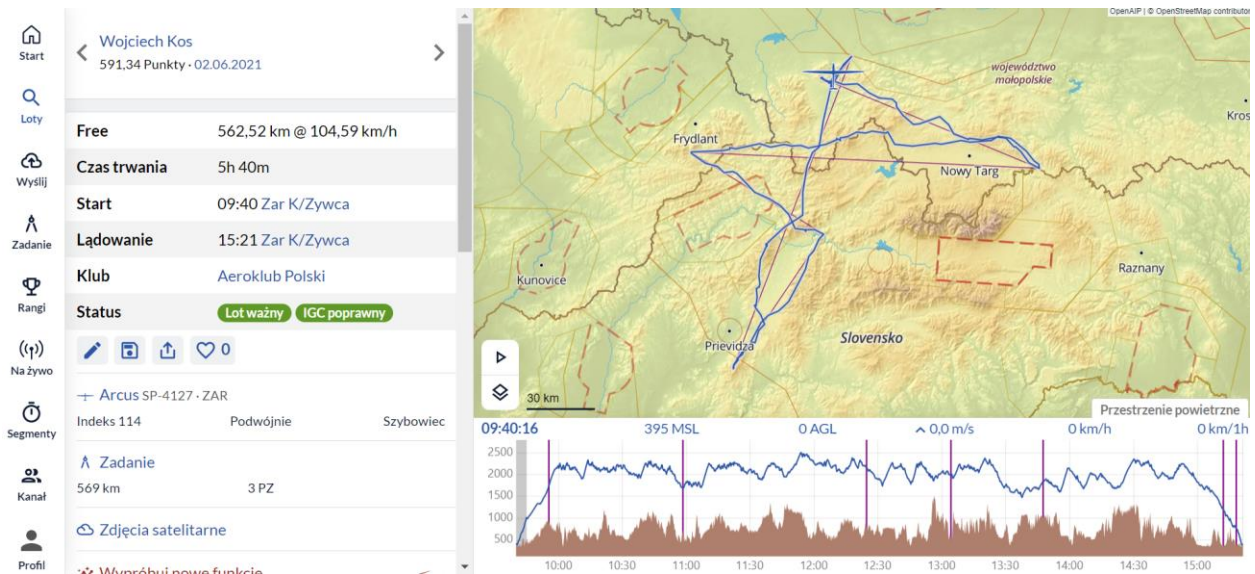 Start
Loty
Wyślij
Zadanie
Rangi
Na żywo
Segmenty
Kanał
Profil
Wojciech Kos
591,34 Punkty · 02.06.2021
Free 562,52 km @ 104,59 km/h
Czas trwania 5h 40m
Start 09:40 Zar K/Zywca
Lądowanie 15:21 Zar K/Zywca
Klub Aeroklub Polski
Status Lot ważny IGC poprawny
0
Arcus SP-4127 · ZAR
Indeks 114 Podwójnie Szybowiec
Zadanie
569 km 3 PZ
Zdjęcia satelitarne
Wypróbuj nowe funkcje
OpenAIP | © OpenStreetMap contributor
województwo
małopolskie
Kros
Frydlant
Nowy Targ
Kunovice
Raznany
Prievidza
Slovensko
30 km
Przestrzenie powietrzne
09:40:16 395 MSL 0 AGL 0,0 m/s 0 km/h 0 km/1h
2500
2000
1500
1000
500
10:00 10:30 11:00 11:30 12:00 12:30 13:00 13:30 14:00 14:30 15:00